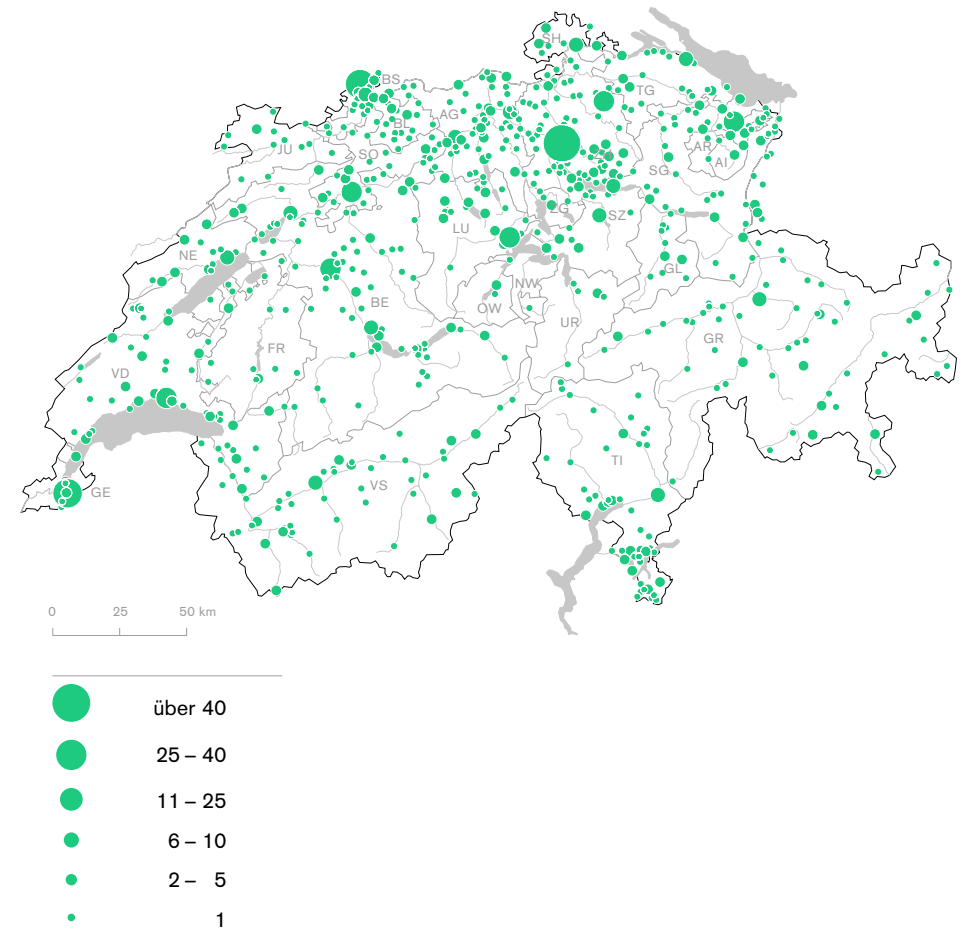 SH
BS
TG
BL
AG
AR
JU
SO
AI
SG
ZG
SZ
LU
NE
GL
NW
BE
OW
UR
GR
FR
VD
TI
VS
GE
0 25 50 km
über 40
25 – 40
11 – 25
6 – 10
2 – 5
1